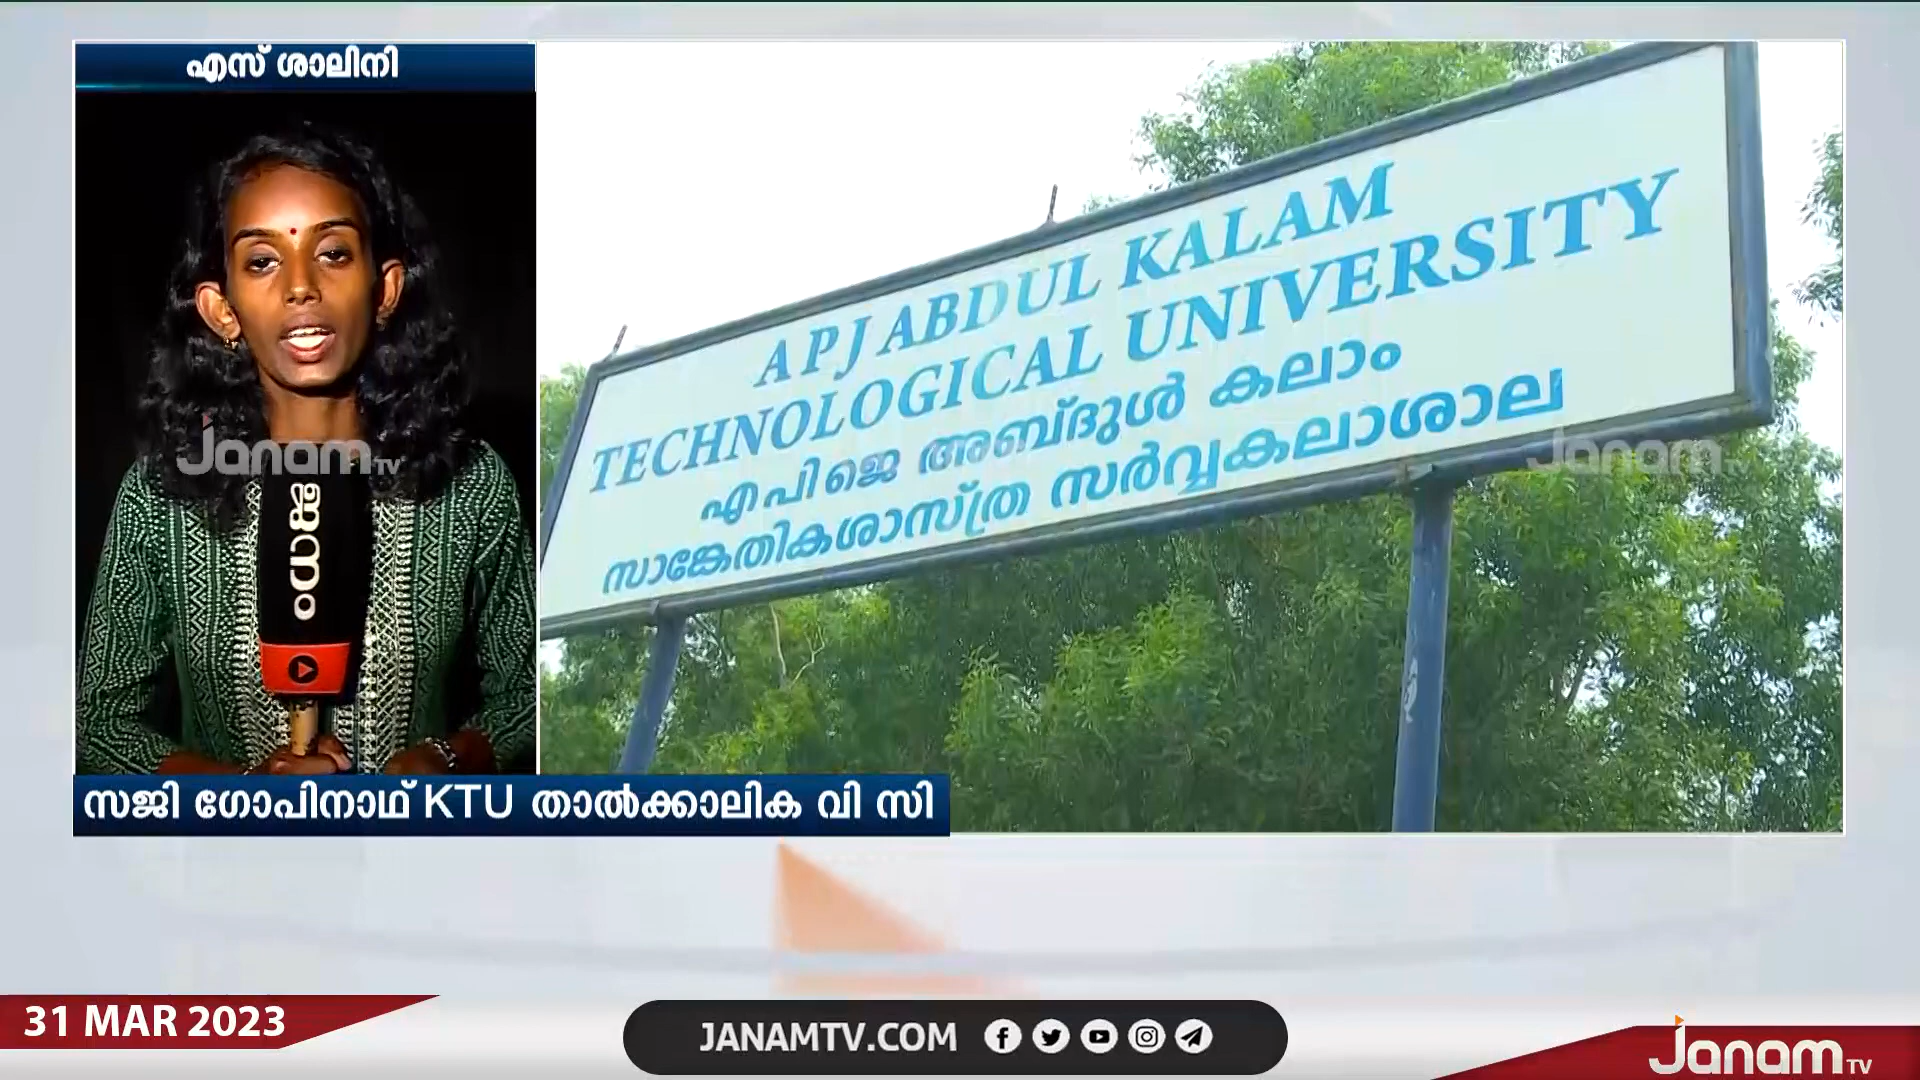 എസ് ശാലിനി
A P J ABDUL KALAM
TECHNOLOGICAL UNIVERSITY
എ പി ജെ അബ്ദുൾ കലാം
സാങ്കേതികശാസ്ത്ര സർവ്വകലാശാല
Janam TV
Janam TV
ജനം
സജി ഗോപിനാഥ് KTU താൽക്കാലിക വി സി
31 MAR 2023
JANAMTV.COM
Janam TV